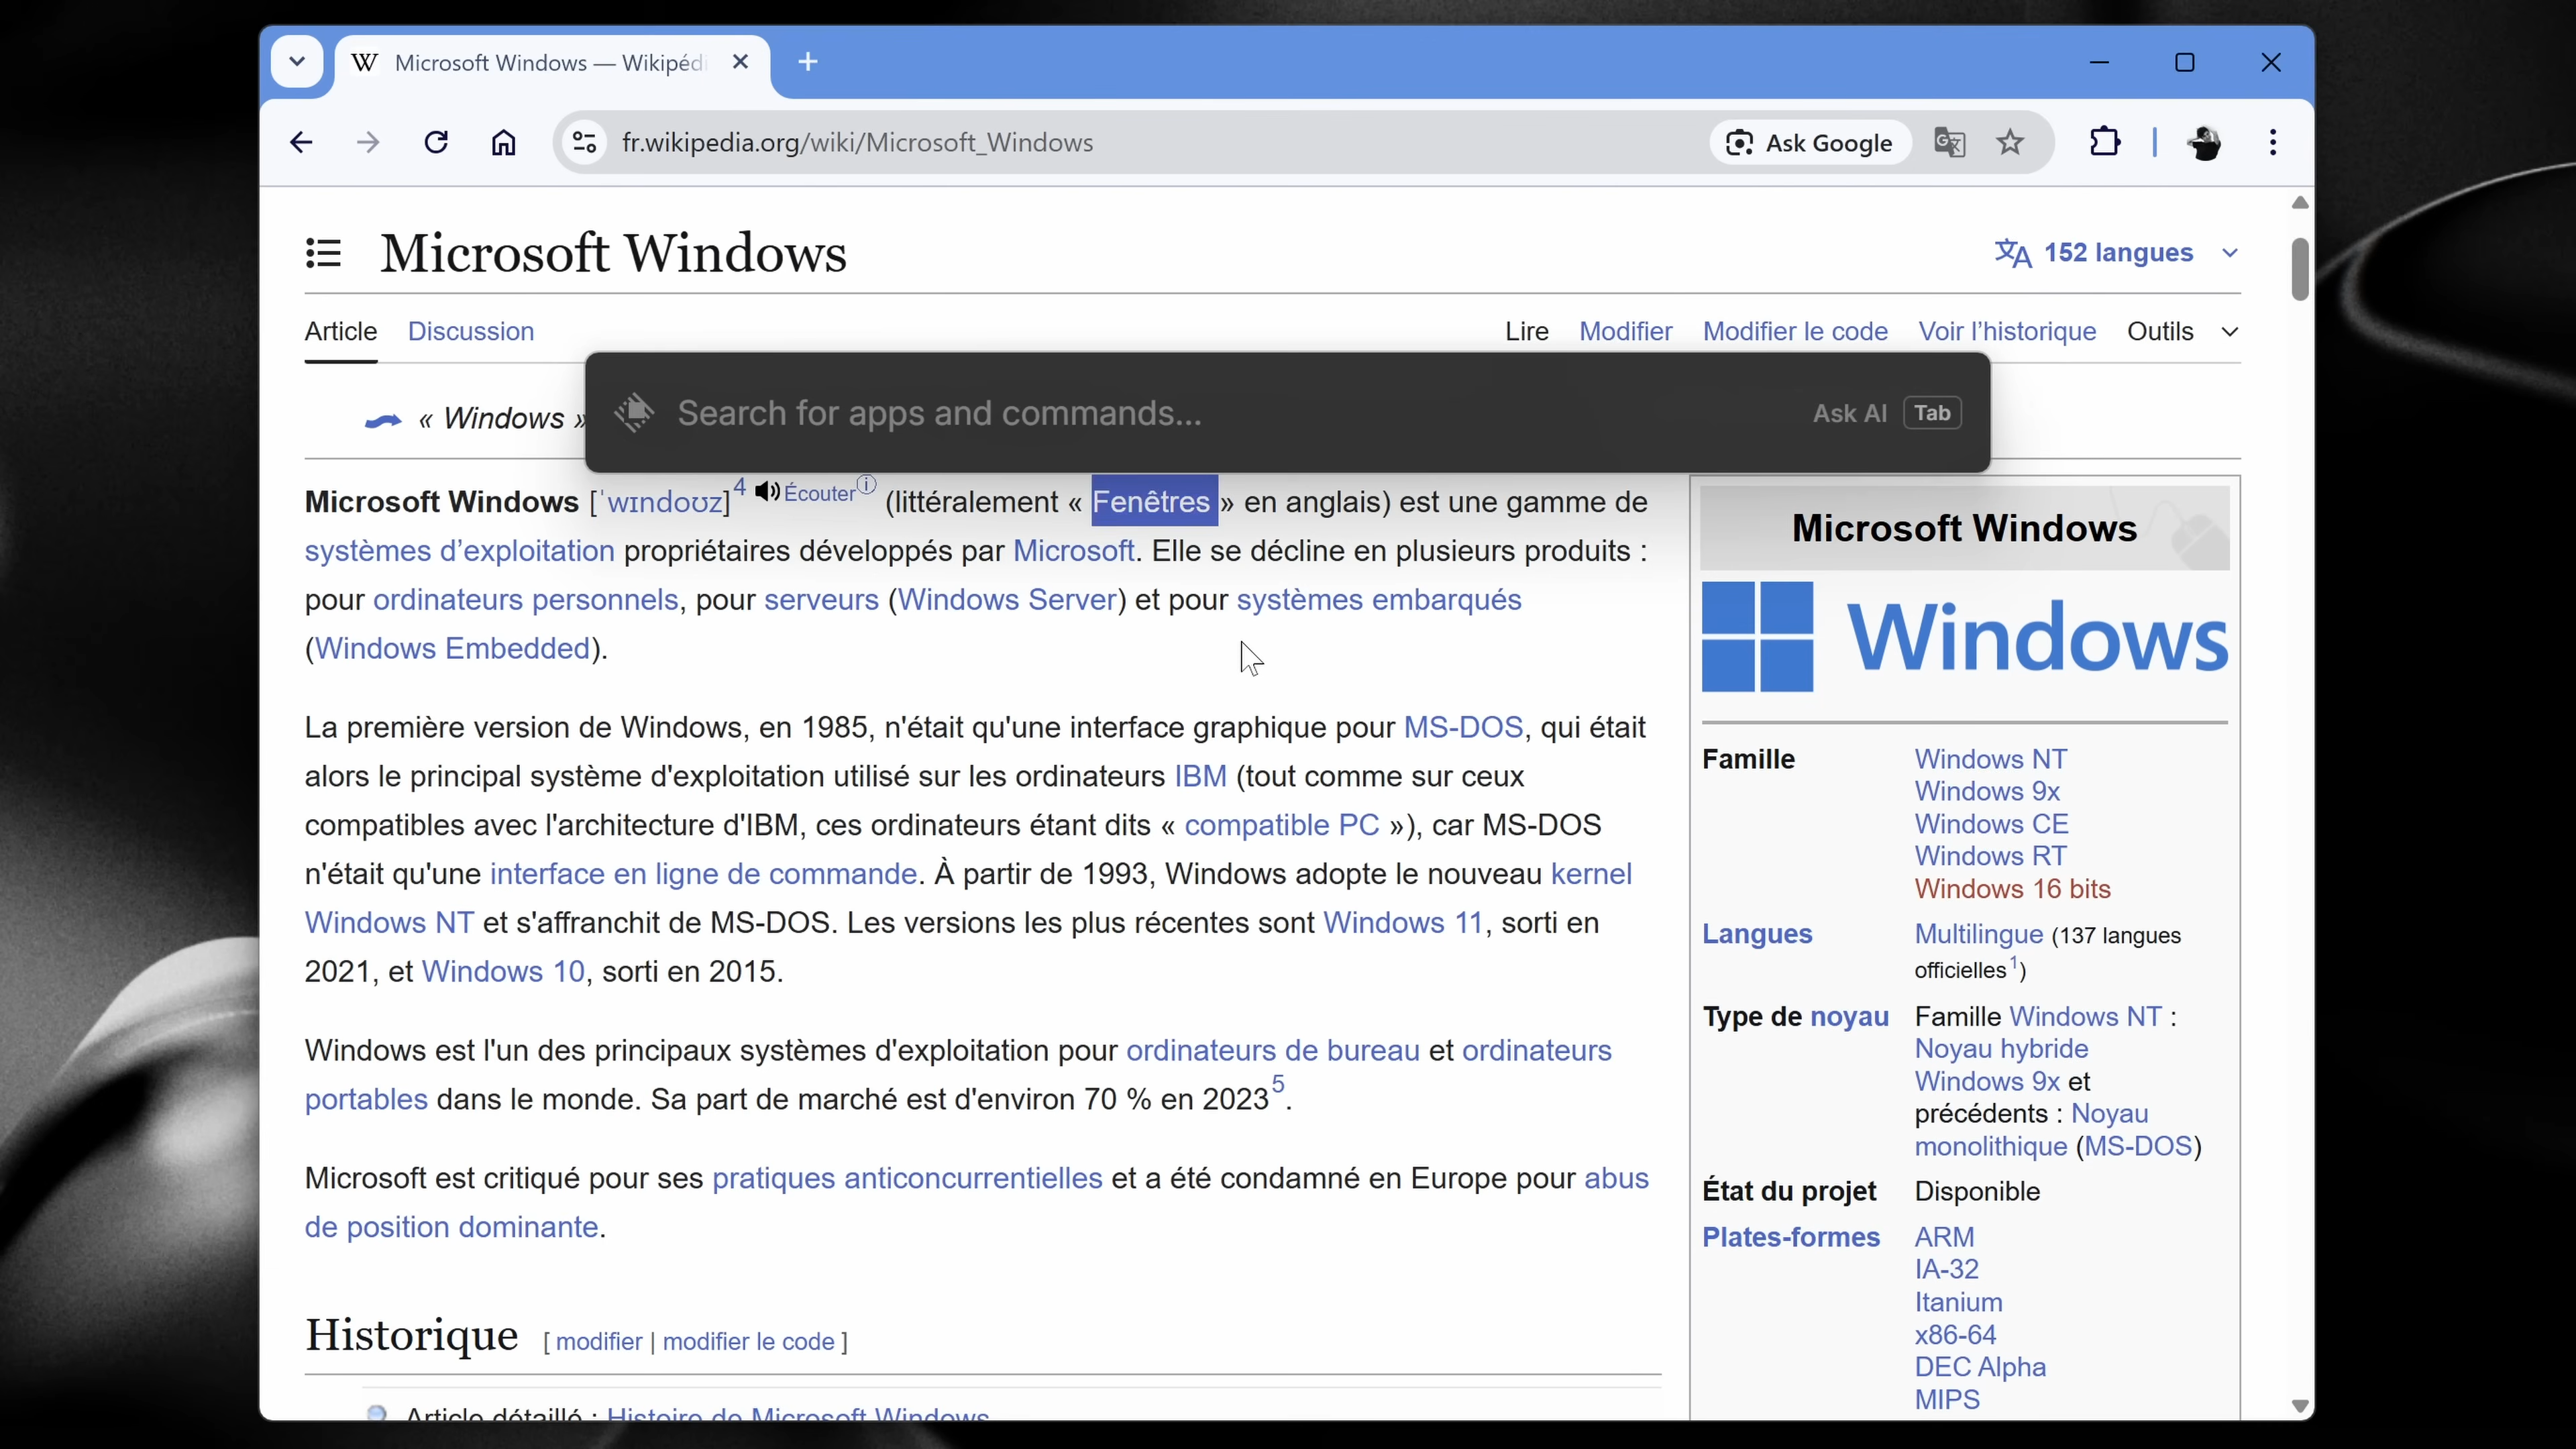 Microsoft Windows — Wikipédi
fr.wikipedia.org/wiki/Microsoft_Windows
Ask Google
Microsoft Windows
152 langues
Article Discussion
Lire Modifier Modifier le code Voir l’historique Outils
« Windows »
Search for apps and commands...
Ask AI Tab
Microsoft Windows [ˈwɪndoʊz]4 Écouter (littéralement « Fenêtres » en anglais) est une gamme de
systèmes d’exploitation propriétaires développés par Microsoft. Elle se décline en plusieurs produits :
pour ordinateurs personnels, pour serveurs (Windows Server) et pour systèmes embarqués
(Windows Embedded).
La première version de Windows, en 1985, n'était qu'une interface graphique pour MS-DOS, qui était
alors le principal système d'exploitation utilisé sur les ordinateurs IBM (tout comme sur ceux
compatibles avec l'architecture d'IBM, ces ordinateurs étant dits « compatible PC »), car MS-DOS
n'était qu'une interface en ligne de commande. À partir de 1993, Windows adopte le nouveau kernel
Windows NT et s'affranchit de MS-DOS. Les versions les plus récentes sont Windows 11, sorti en
2021, et Windows 10, sorti en 2015.
Windows est l'un des principaux systèmes d'exploitation pour ordinateurs de bureau et ordinateurs
portables dans le monde. Sa part de marché est d'environ 70 % en 20235.
Microsoft est critiqué pour ses pratiques anticoncurrentielles et a été condamné en Europe pour abus
de position dominante.
Historique [ modifier | modifier le code ]
Article détaillé : Histoire de Microsoft Windows.
Microsoft Windows
Windows
Famille Windows NT
Windows 9x
Windows CE
Windows RT
Windows 16 bits
Langues Multilingue (137 langues
officielles1)
Type de noyau Famille Windows NT :
Noyau hybride
Windows 9x et
précédents : Noyau
monolithique (MS-DOS)
État du projet Disponible
Plates-formes ARM
IA-32
Itanium
x86-64
DEC Alpha
MIPS